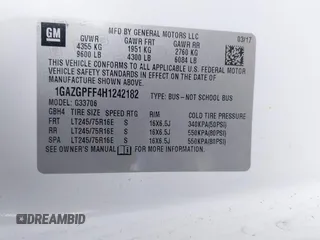 GM
MFD BY GENERAL MOTORS LLC
03/17
GVWR GAWR FRT GAWR RR
4355 KG 1951 KG 2760 KG
9600 LB 4300 LB 6084 LB
THIS VEHICLE CONFORMS TO ALL APPLICABLE U.S. FEDERAL MOTOR VEHICLE SAFETY STANDARDS IN EFFECT ON THE DATE OF MANUFACTURE SHOWN ABOVE.
1GAZGPFF4H1242182 TYPE: BUS–NOT SCHOOL BUS
MODEL: G33706
GBH4 TIRE SIZE SPEED RTG RIM COLD TIRE PRESSURE
FRT LT245/75R16E S 16X6.5J 340KPA(50PSI)
RR LT245/75R16E S 16X6.5J 550KPA(80PSI)
SPA LT245/75R16E S 16X6.5J 550KPA(80PSI)
SEE OWNER'S MANUAL FOR ADDITIONAL INFORMATION.
DREAMBID